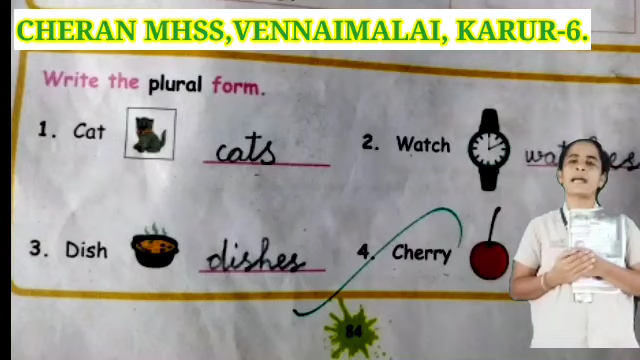 CHERAN MHSS,VENNAIMALAI, KARUR-6.
Write the plural form.
1. Cat cats
2. Watch
3. Dish dishes
4. Cherry
84